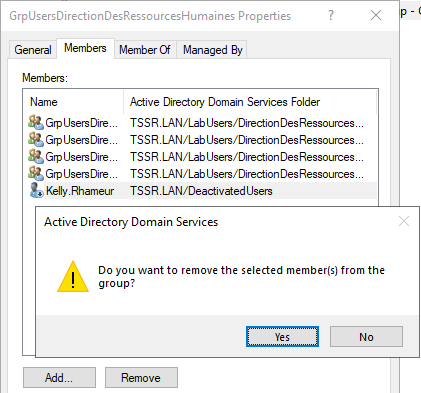 GrpUsersDirectionDesRessourcesHumaines Properties
p - G
General Members Member Of Managed By
Members:
Name Active Directory Domain Services Folder
GrpUsersDire... TSSR.LAN/LabUsers/DirectionDesRessources...
GrpUsersDire... TSSR.LAN/LabUsers/DirectionDesRessources...
GrpUsersDire... TSSR.LAN/LabUsers/DirectionDesRessources...
GrpUsersDire... TSSR.LAN/LabUsers/DirectionDesRessources...
Kelly.Rhameur TSSR.LAN/DeactivatedUsers
Active Directory Domain Services
Do you want to remove the selected member(s) from the
group?
Yes No
Add... Remove